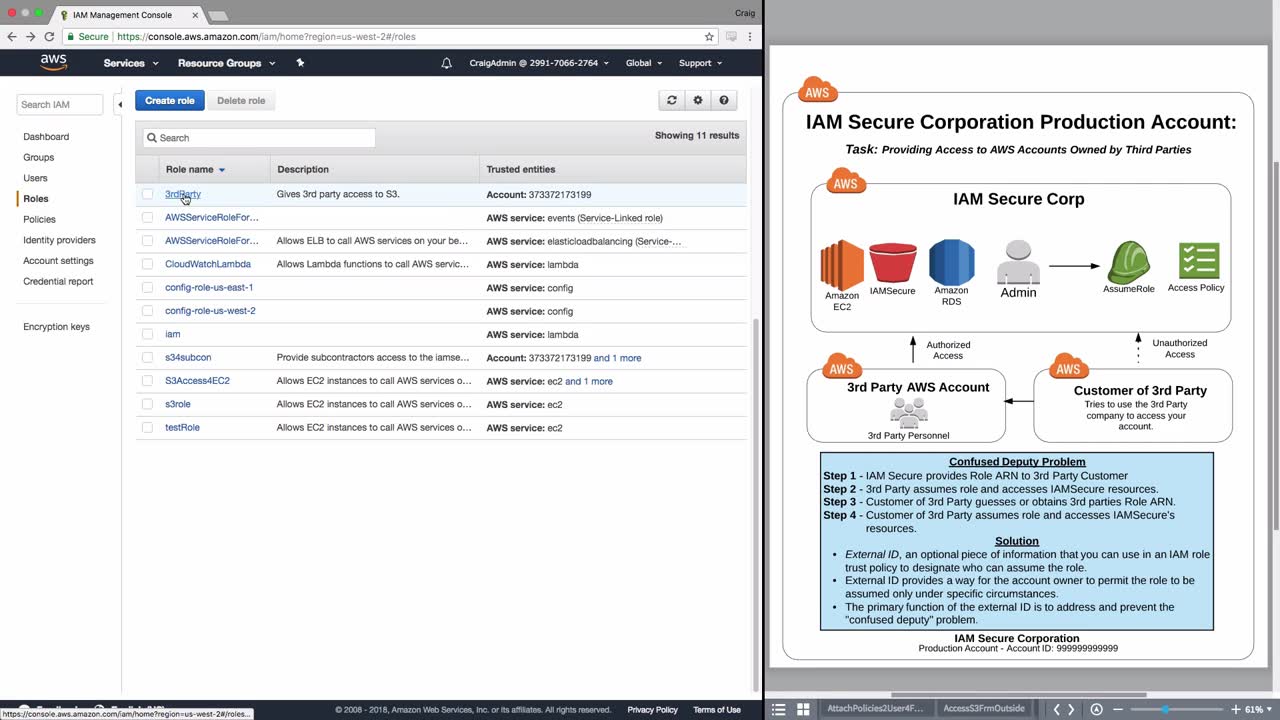 IAM Management Console
Craig
Secure | https://console.aws.amazon.com/iam/home?region=us-west-2#/roles
aws
Services
Resource Groups
CraigAdmin @ 2991-7066-2764
Global
Support
Search IAM
Dashboard
Groups
Users
Roles
Policies
Identity providers
Account settings
Credential report
Encryption keys
Create role
Delete role
Search
Showing 11 results
Role name Description Trusted entities
3rdParty Gives 3rd party access to S3. Account: 373372173199
AWSServiceRoleFor... AWS service: events (Service-Linked role)
AWSServiceRoleFor... Allows ELB to call AWS services on your be... AWS service: elasticloadbalancing (Service-...
CloudWatchLambda Allows Lambda functions to call AWS servic... AWS service: lambda
config-role-us-east-1 AWS service: config
config-role-us-west-2 AWS service: config
iam AWS service: lambda
s34subcon Provide subcontractors access to the iamse... Account: 373372173199 and 1 more
S3Access4EC2 Allows EC2 instances to call AWS services o... AWS service: ec2 and 1 more
s3role Allows EC2 instances to call AWS services o... AWS service: ec2
testRole Allows EC2 instances to call AWS services o... AWS service: ec2
https://console.aws.amazon.com/iam/home?region=us-west-2#/roles...
© 2008 - 2018, Amazon Web Services, Inc. or its affiliates. All rights reserved.
Privacy Policy
Terms of Use
AWS
IAM Secure Corporation Production Account:
Task: Providing Access to AWS Accounts Owned by Third Parties
AWS
IAM Secure Corp
Amazon
EC2
IAMSecure
Amazon
RDS
Admin
AssumeRole
Access Policy
Authorized
Access
Unauthorized
Access
AWS
3rd Party AWS Account
3rd Party Personnel
AWS
Customer of 3rd Party
Tries to use the 3rd Party
company to access your
account.
Confused Deputy Problem
Step 1 - IAM Secure provides Role ARN to 3rd Party Customer
Step 2 - 3rd Party assumes role and accesses IAMSecure resources.
Step 3 - Customer of 3rd Party guesses or obtains 3rd parties Role ARN.
Step 4 - Customer of 3rd Party assumes role and accesses IAMSecure's
resources.
Solution
• External ID, an optional piece of information that you can use in an IAM role
trust policy to designate who can assume the role.
• External ID provides a way for the account owner to permit the role to be
assumed only under specific circumstances.
• The primary function of the external ID is to address and prevent the
"confused deputy" problem.
IAM Secure Corporation
Production Account - Account ID: 999999999999
AttachPolicies2User4F...
AccessS3FrmOutside
61%